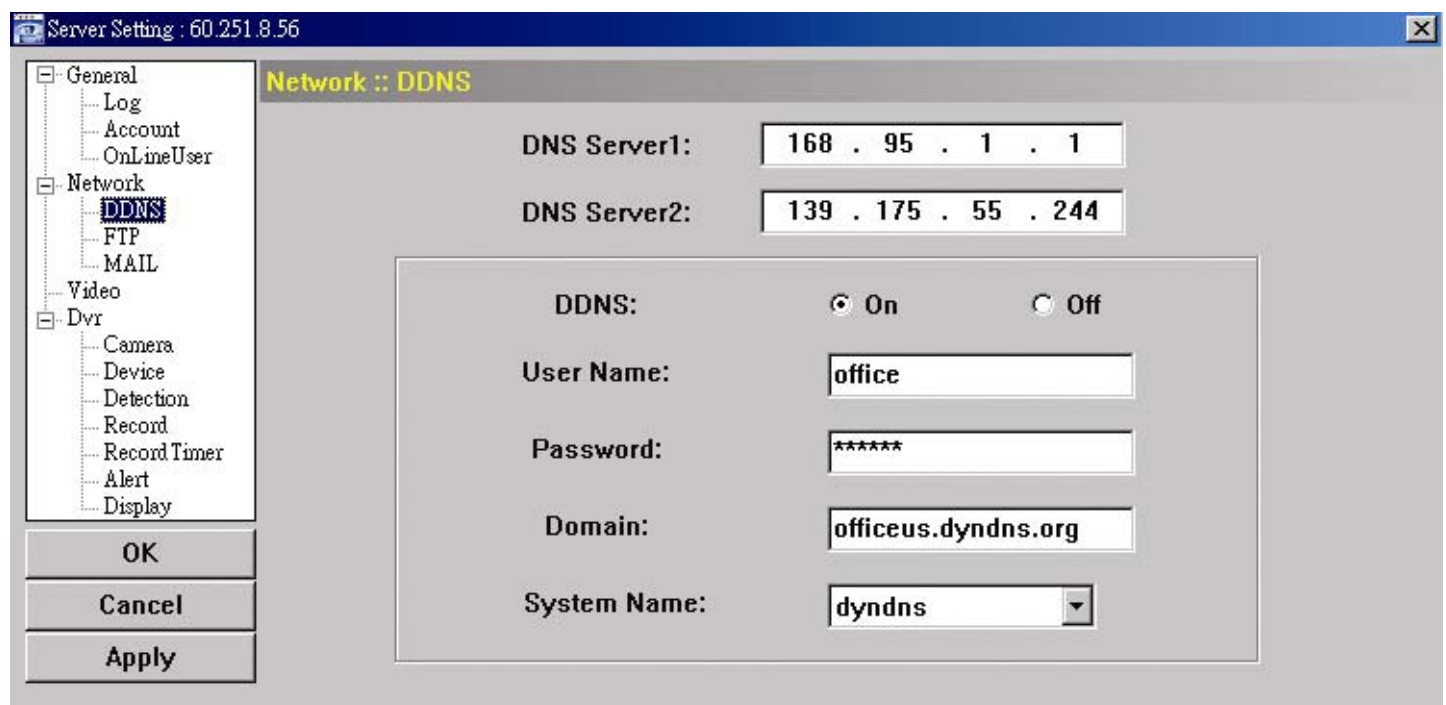 Server Setting : 60.251.8.56
General
Log
Account
OnLineUser
Network
DDNS
FTP
MAIL
Video
Dvr
Camera
Device
Detection
Record
Record Timer
Alert
Display
OK
Cancel
Apply
Network :: DDNS
DNS Server1: 168 . 95 . 1 . 1
DNS Server2: 139 . 175 . 55 . 244
DDNS: On Off
User Name: office
Password: ******
Domain: officeus.dyndns.org
System Name: dyndns